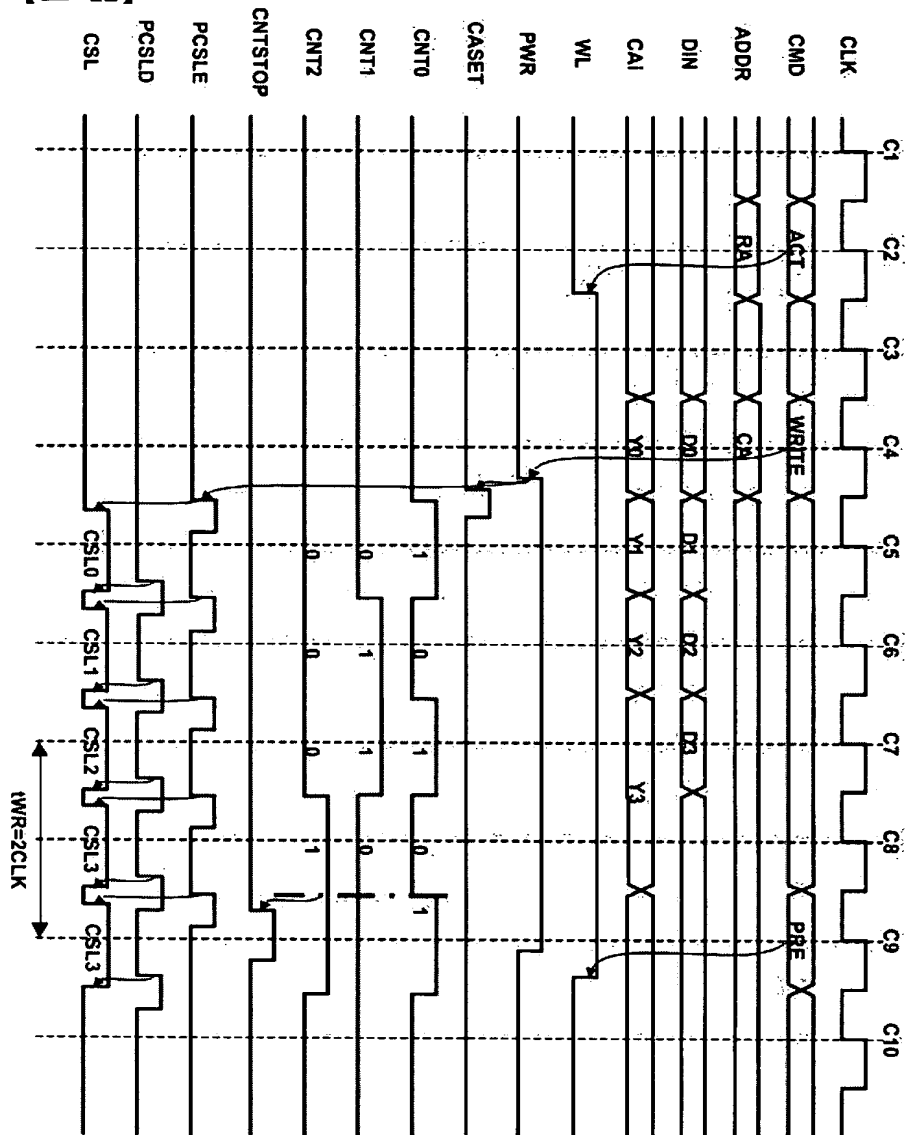 C1 C2 C3 C4 C5 C6 C7 C8 C9 C10
CLK
CMD ACT WRITE PRE
ADDR RA CA
DIN D0 D1 D2 D3
CAI Y0 Y1 Y2 Y3
WL
PWR
CASET
CNT0 1 0 1 0 1
CNT1 0 1 1 0
CNT2 0 0 0 1
CNTSTOP
PCSLE
PCSLD
CSL CSL0 CSL1 CSL2 CSL3 CSL3
tWR=2CLK